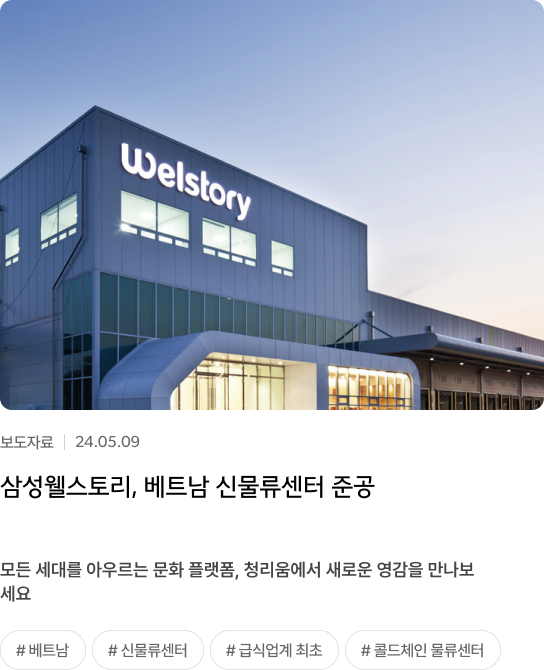 Welstory
보도자료 | 24.05.09
삼성웰스토리, 베트남 신물류센터 준공
모든 세대를 아우르는 문화 플랫폼, 청리움에서 새로운 영감을 만나보
세요
# 베트남 # 신물류센터 # 급식업계 최초 # 콜드체인 물류센터